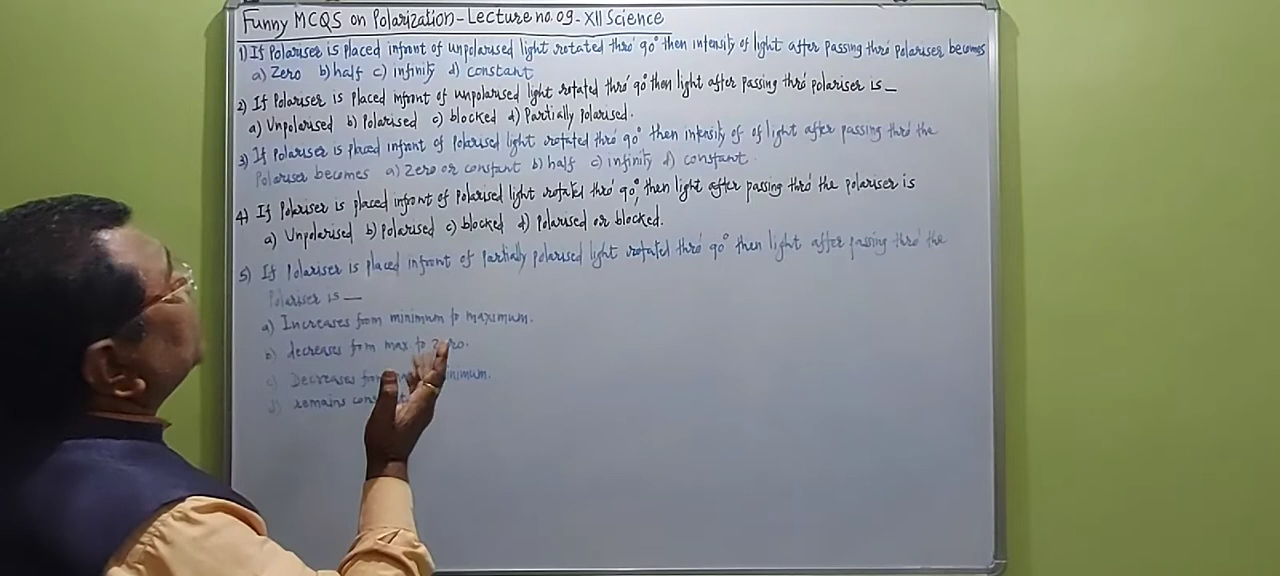 Funny MCQS on Polarization-Lecture no.09-XII Science
1) If Polariser is placed infront of unpolarised light rotated thro' 90° then intensity of light after passing thro' polariser becomes
a) Zero b) half c) infinity d) constant
2) If Polariser is placed infront of unpolarised light rotated thro' 90° then light after passing thro' polariser is _
a) Unpolarised b) Polarised c) blocked d) Partially Polarised.
3) If Polariser is placed infront of Polarised light rotated thro' 90° then intensity of of light after passing thro' the
Polariser becomes a) Zero or constant b) half c) infinity d) constant.
4) If Polariser is placed infront of Polarised light rotated thro' 90°, then light after passing thro' the polariser is
a) Unpolarised b) polarised c) blocked d) Polarised or blocked.
5) If Polariser is placed infront of Partially polarised light rotated thro' 90° then light after passing thro' the
Polariser is —
a) Increases from minimum to maximum.
b) decreases from max to Zero.
c) Decreases from
d) remains